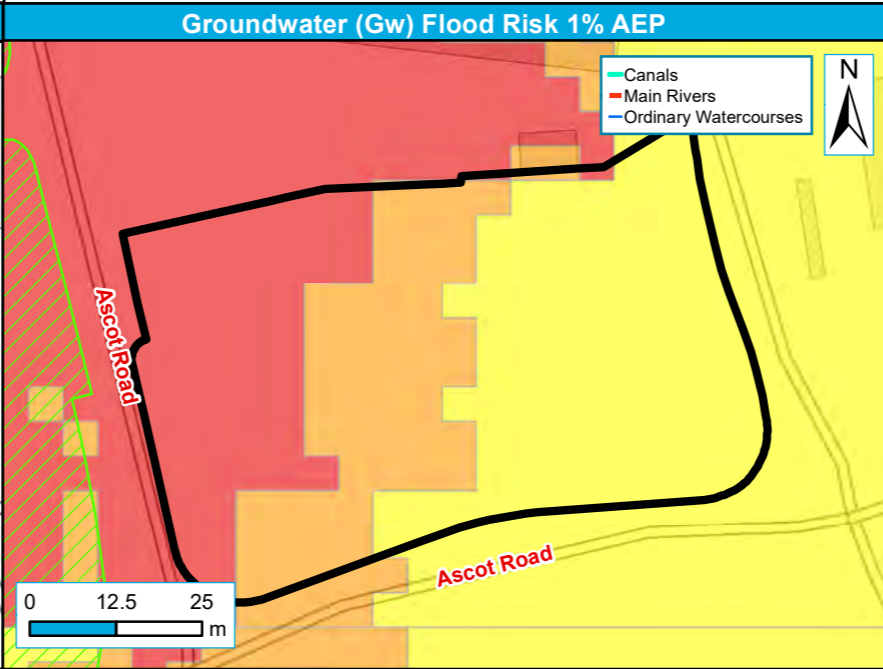 Groundwater (Gw) Flood Risk 1% AEP
Canals
Main Rivers
Ordinary Watercourses
N
Ascot Road
Ascot Road
0 12.5 25
m